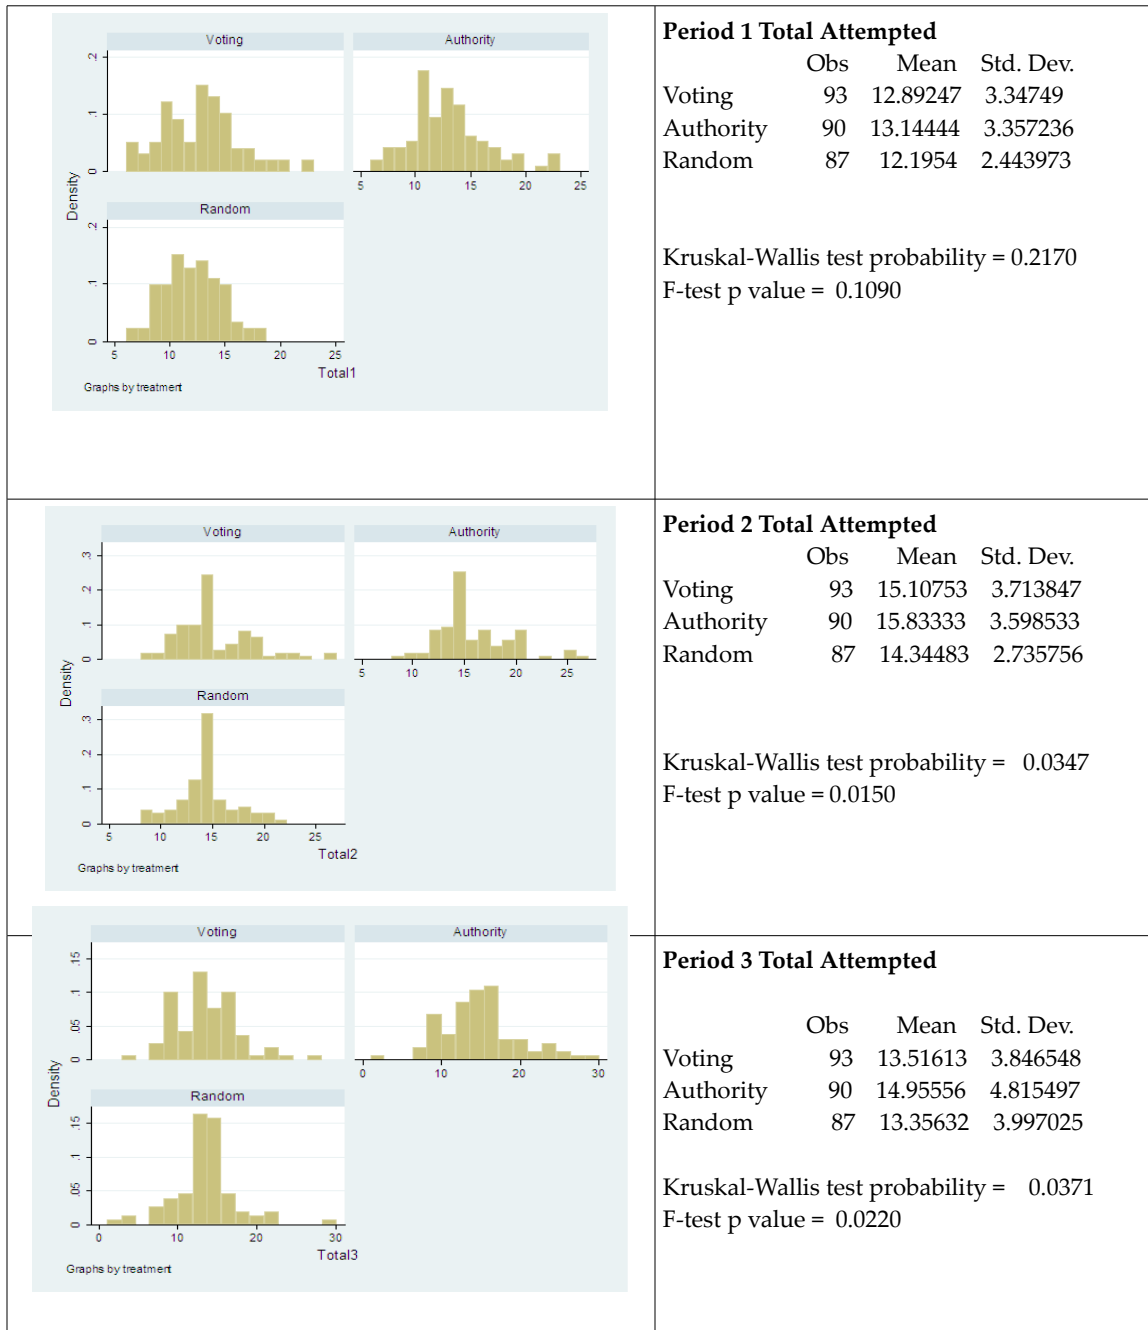 Voting Authority
.2
.1
0
5 10 15 20 25
Density
Random
.2
.1
0
5 10 15 20 25
Total1
Graphs by treatment
Period 1 Total Attempted
Obs Mean Std. Dev.
Voting 93 12.89247 3.34749
Authority 90 13.14444 3.357236
Random 87 12.1954 2.443973
Kruskal-Wallis test probability = 0.2170
F-test p value = 0.1090
Voting Authority
.3
.2
.1
0
5 10 15 20 25
Density
Random
.3
.2
.1
0
5 10 15 20 25
Total2
Graphs by treatment
Period 2 Total Attempted
Obs Mean Std. Dev.
Voting 93 15.10753 3.713847
Authority 90 15.83333 3.598533
Random 87 14.34483 2.735756
Kruskal-Wallis test probability = 0.0347
F-test p value = 0.0150
Voting Authority
.15
.1
.05
0
0 10 20 30
Density
Random
.15
.1
.05
0
0 10 20 30
Total3
Graphs by treatment
Period 3 Total Attempted
Obs Mean Std. Dev.
Voting 93 13.51613 3.846548
Authority 90 14.95556 4.815497
Random 87 13.35632 3.997025
Kruskal-Wallis test probability = 0.0371
F-test p value = 0.0220